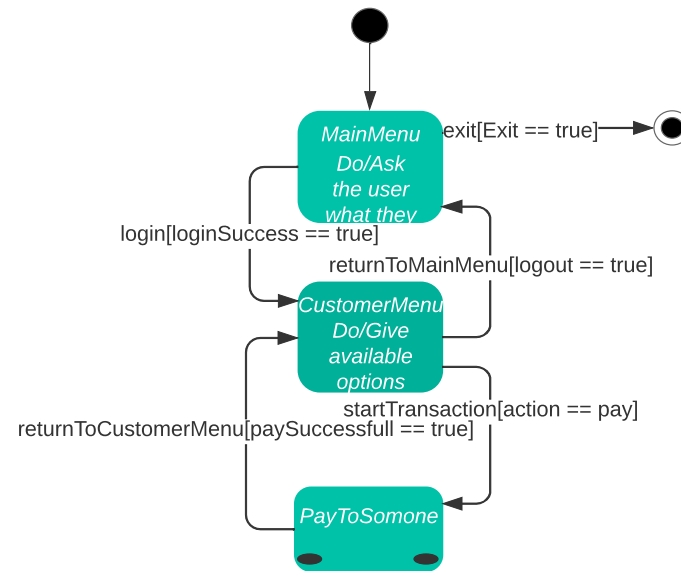 MainMenu
exit[Exit == true]
Do/Ask
the user
what they
login[loginSuccess == true]
returnToMainMenu[logout == true]
CustomerMenu
Do/Give
available
options
startTransaction[action == pay]
returnToCustomerMenu[paySuccessfull == true]
PayToSomone